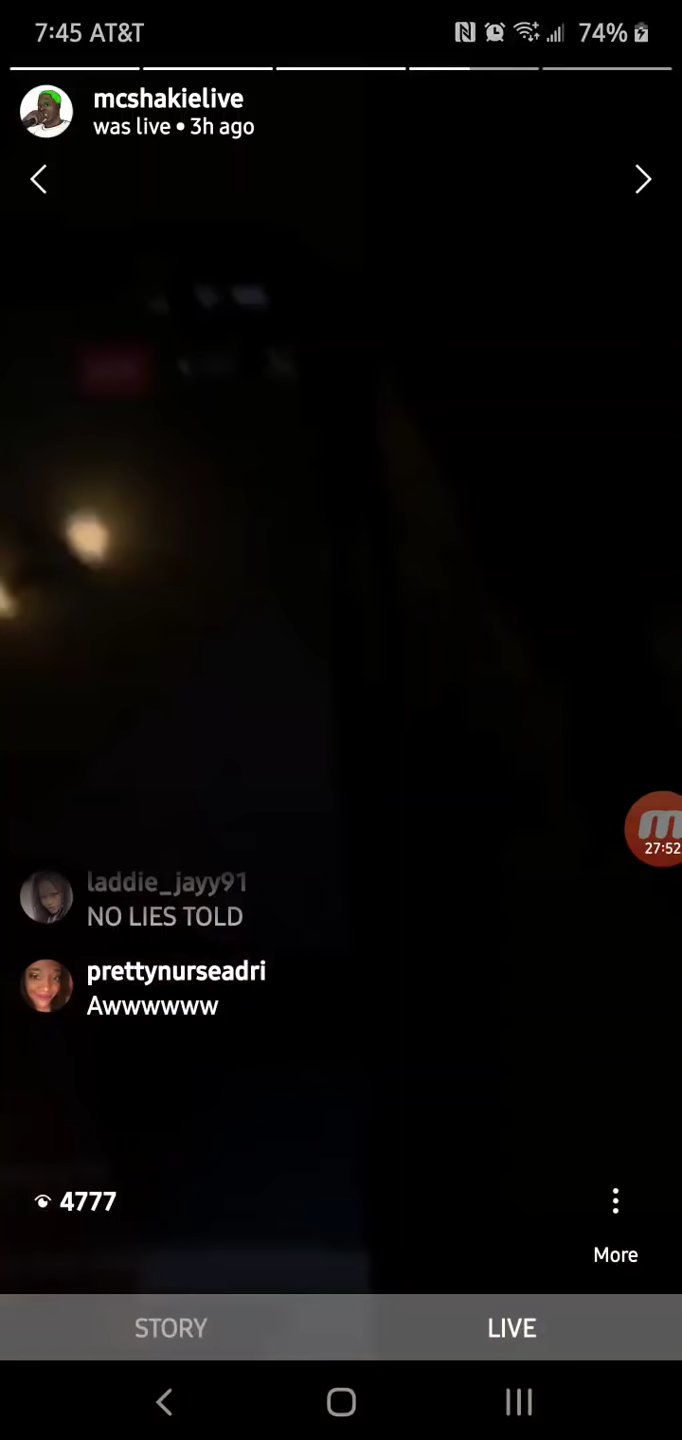 7:45 AT&T
74%
mcshakielive
was live • 3h ago
27:52
laddie_jayy91
NO LIES TOLD
prettynurseadri
Awwwwww
4777
More
STORY
LIVE